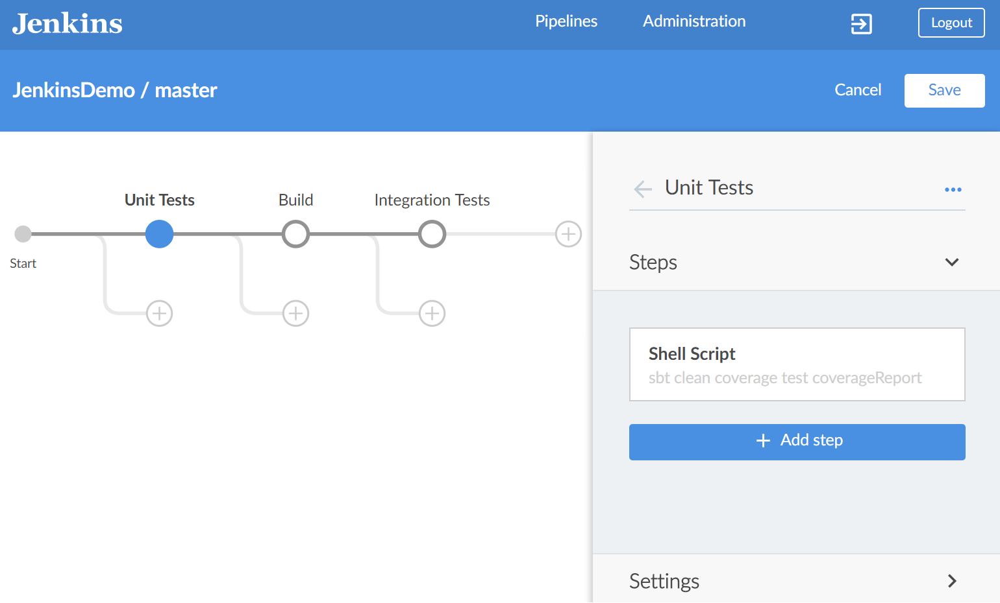 Jenkins
Pipelines
Administration
Logout
JenkinsDemo / master
Cancel
Save
Unit Tests
Build
Integration Tests
Start
Unit Tests
Steps
Shell Script
sbt clean coverage test coverageReport
Add step
Settings